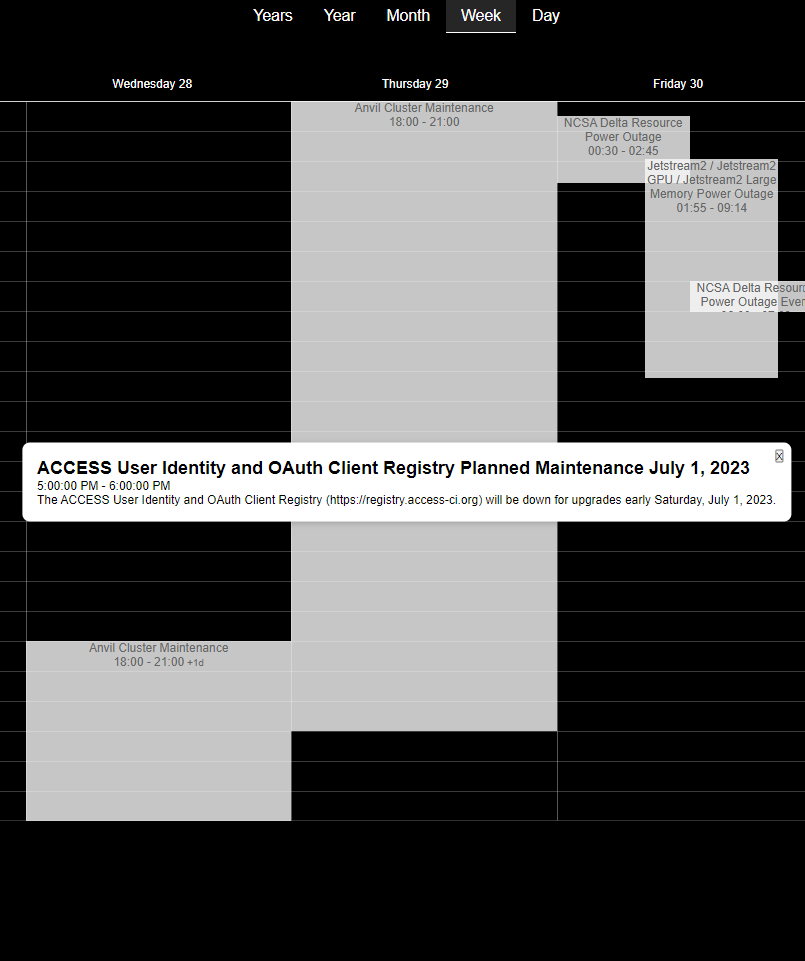 Years Year Month Week Day
Wednesday 28 Thursday 29 Friday 30
Anvil Cluster Maintenance
18:00 - 21:00
NCSA Delta Resource
Power Outage
00:30 - 02:45
Jetstream2 / Jetstream2
GPU / Jetstream2 Large
Memory Power Outage
01:55 - 09:14
NCSA Delta Resourc
Power Outage Even
X
ACCESS User Identity and OAuth Client Registry Planned Maintenance July 1, 2023
5:00:00 PM - 6:00:00 PM
The ACCESS User Identity and OAuth Client Registry (https://registry.access-ci.org) will be down for upgrades early Saturday, July 1, 2023.
Anvil Cluster Maintenance
18:00 - 21:00 +1d